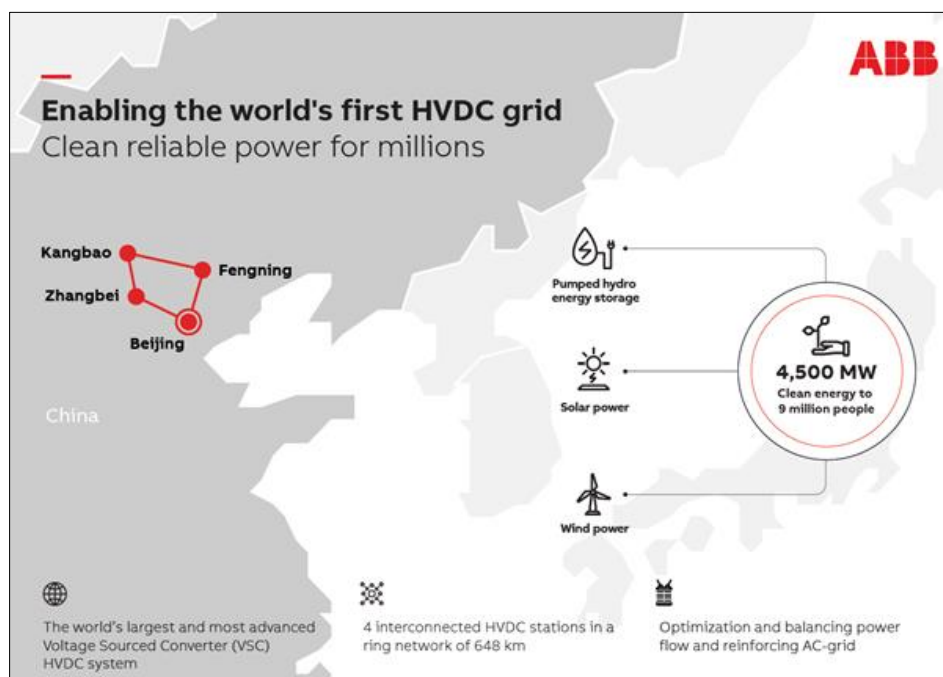 ABB
Enabling the world's first HVDC grid
Clean reliable power for millions
Kangbao
Fengning
Zhangbei
Beijing
China
Pumped hydro
energy storage
Solar power
Wind power
4,500 MW
Clean energy to
9 million people
The world's largest and most advanced
Voltage Sourced Converter (VSC)
HVDC system
4 interconnected HVDC stations in a
ring network of 648 km
Optimization and balancing power
flow and reinforcing AC-grid